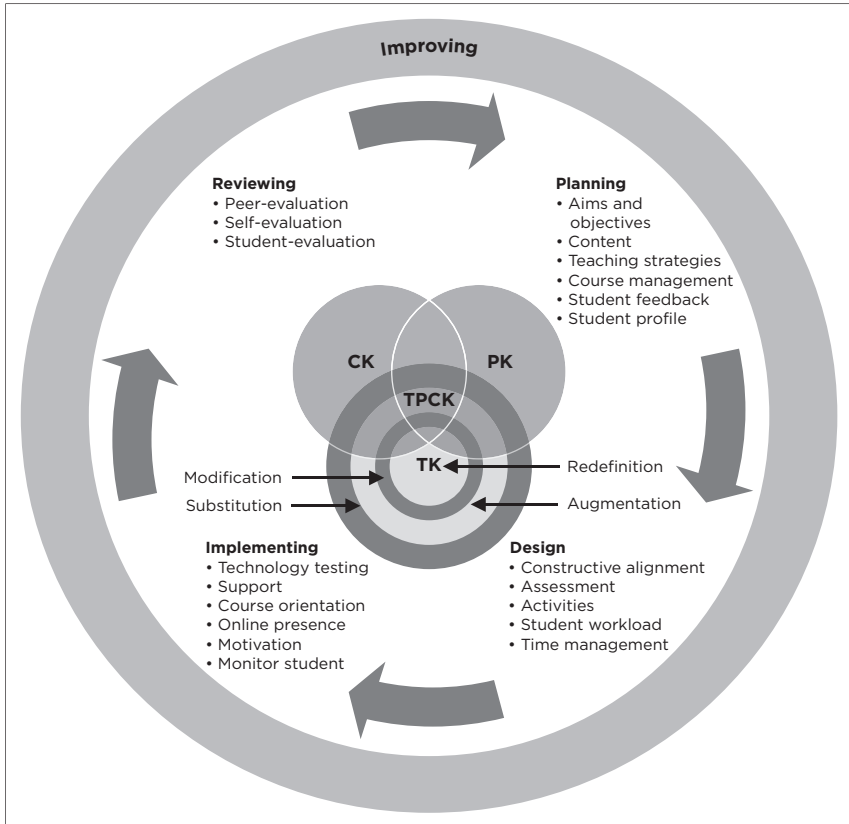 Improving
Reviewing
• Peer-evaluation
• Self-evaluation
• Student-evaluation
Planning
• Aims and
objectives
• Content
• Teaching strategies
• Course management
• Student feedback
• Student profile
CK
PK
TPCK
TK
Modification
Substitution
Redefinition
Augmentation
Implementing
• Technology testing
• Support
• Course orientation
• Online presence
• Motivation
• Monitor student
Design
• Constructive alignment
• Assessment
• Activities
• Student workload
• Time management